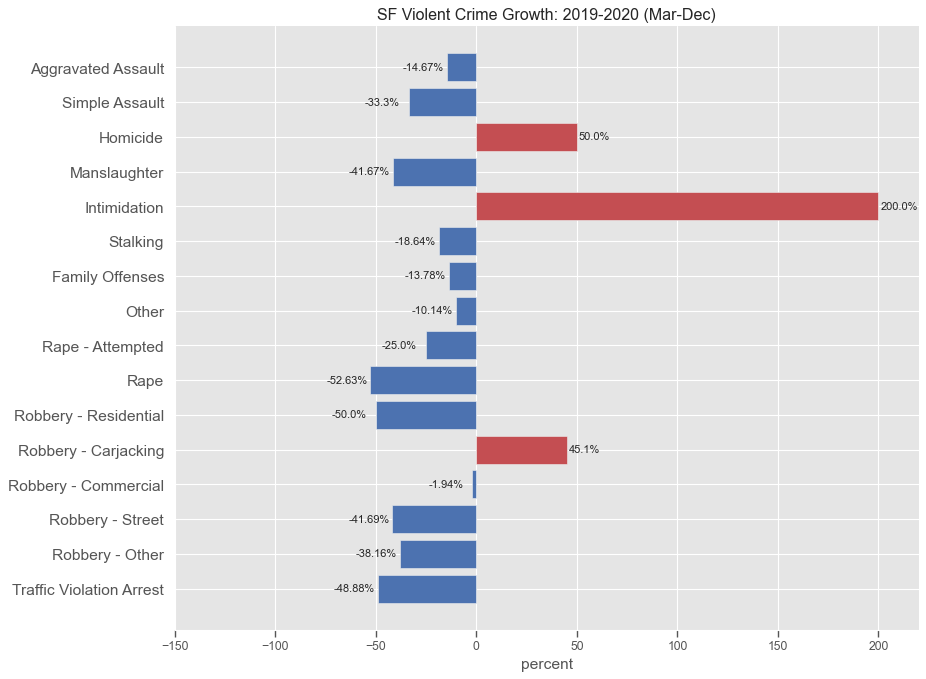 SF Violent Crime Growth: 2019-2020 (Mar-Dec)
Aggravated Assault -14.67%
Simple Assault -33.3%
Homicide 50.0%
Manslaughter -41.67%
Intimidation 200.0%
Stalking -18.64%
Family Offenses -13.78%
Other -10.14%
Rape - Attempted -25.0%
Rape -52.63%
Robbery - Residential -50.0%
Robbery - Carjacking 45.1%
Robbery - Commercial -1.94%
Robbery - Street -41.69%
Robbery - Other -38.16%
Traffic Violation Arrest -48.88%
−150 −100 −50 0 50 100 150 200
percent